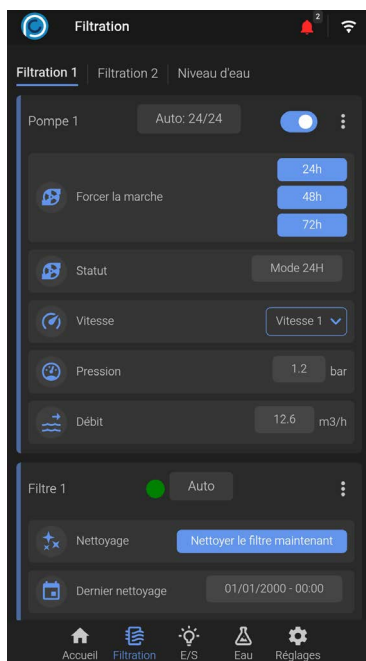 Filtration
2
Filtration 1 Filtration 2 Niveau d'eau
Pompe 1 Auto: 24/24
24h
Forcer la marche 48h
72h
Statut Mode 24H
Vitesse Vitesse 1
Pression 1.2 bar
Débit 12.6 m3/h
Filtre 1 Auto
Nettoyage Nettoyer le filtre maintenant
Dernier nettoyage 01/01/2000 - 00:00
Accueil Filtration E/S Eau Réglages